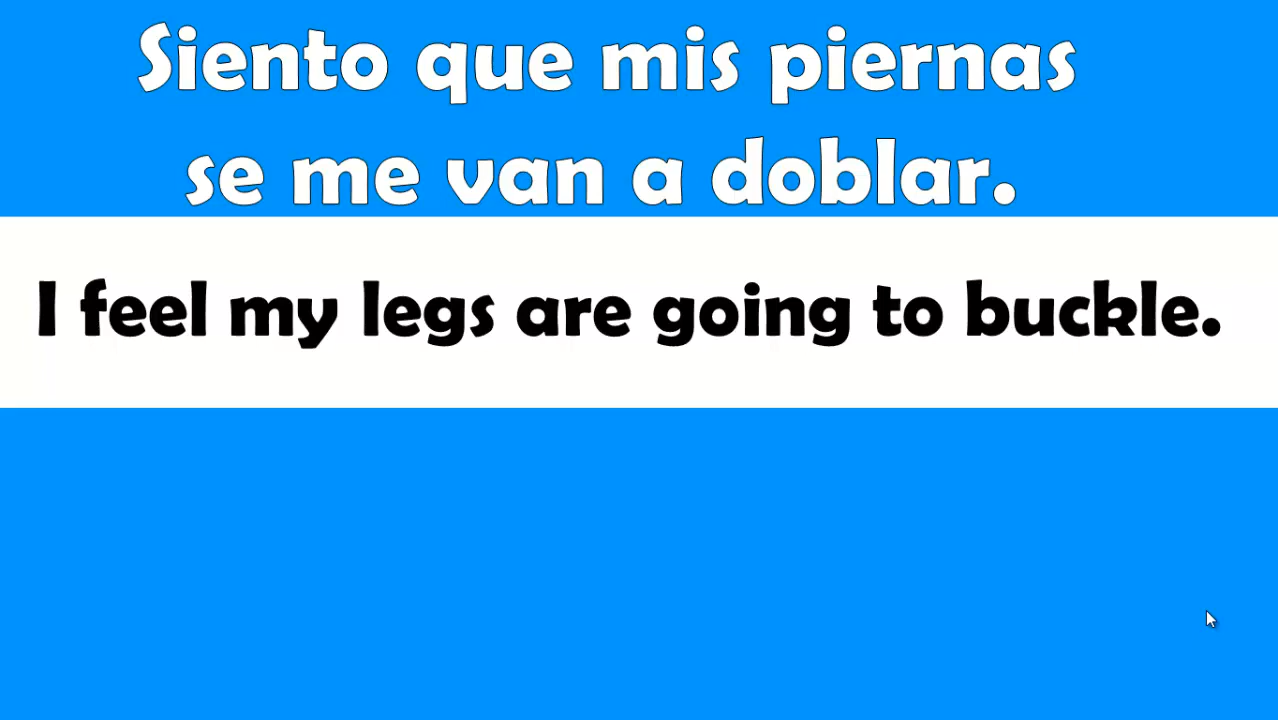 Siento que mis piernas
se me van a doblar.
I feel my legs are going to buckle.